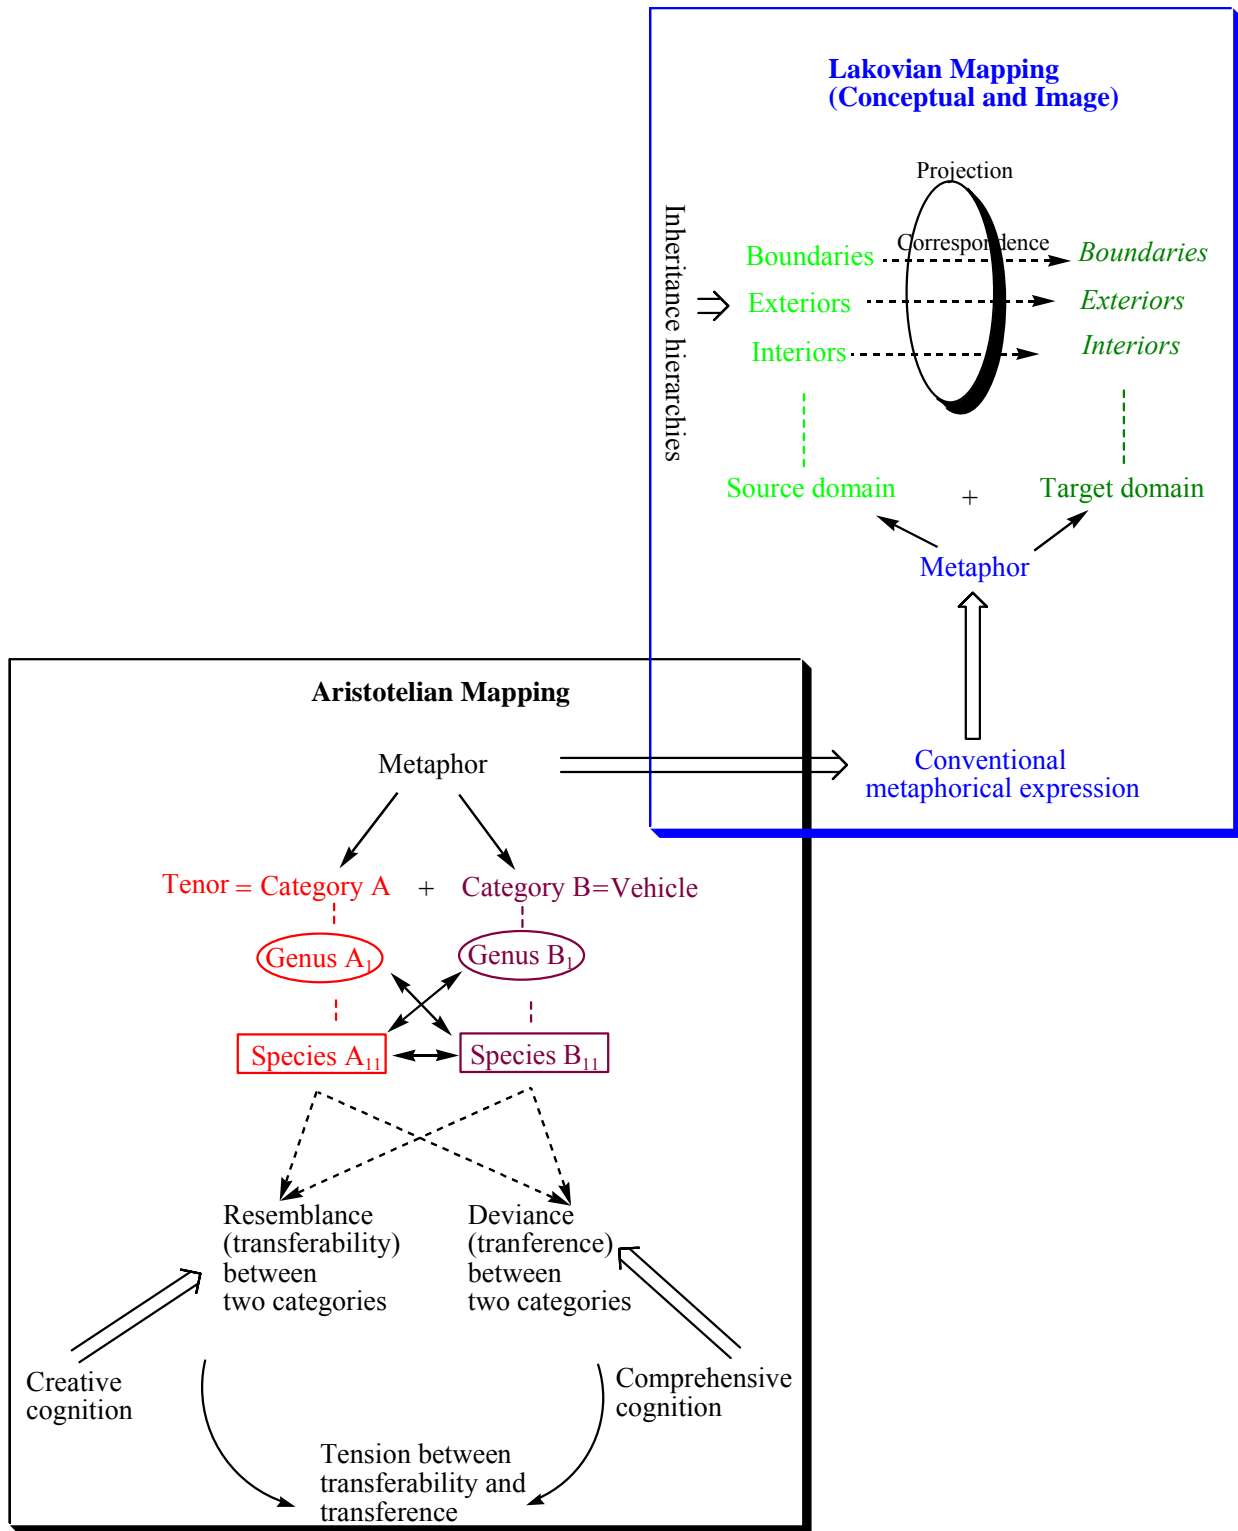 Lakovian Mapping
(Conceptual and Image)
Projection
Correspondence
Inheritance hierarchies
Boundaries
Boundaries
Exteriors
Exteriors
Interiors
Interiors
Source domain + Target domain
Metaphor
Conventional
metaphorical expression
Aristotelian Mapping
Metaphor
Tenor = Category A + Category B=Vehicle
Genus A₁
Genus B₁
Species A₁₁
Species B₁₁
Resemblance
(transferability)
between
two categories
Deviance
(tranference)
between
two categories
Creative
cognition
Comprehensive
cognition
Tension between
transferability and
transference